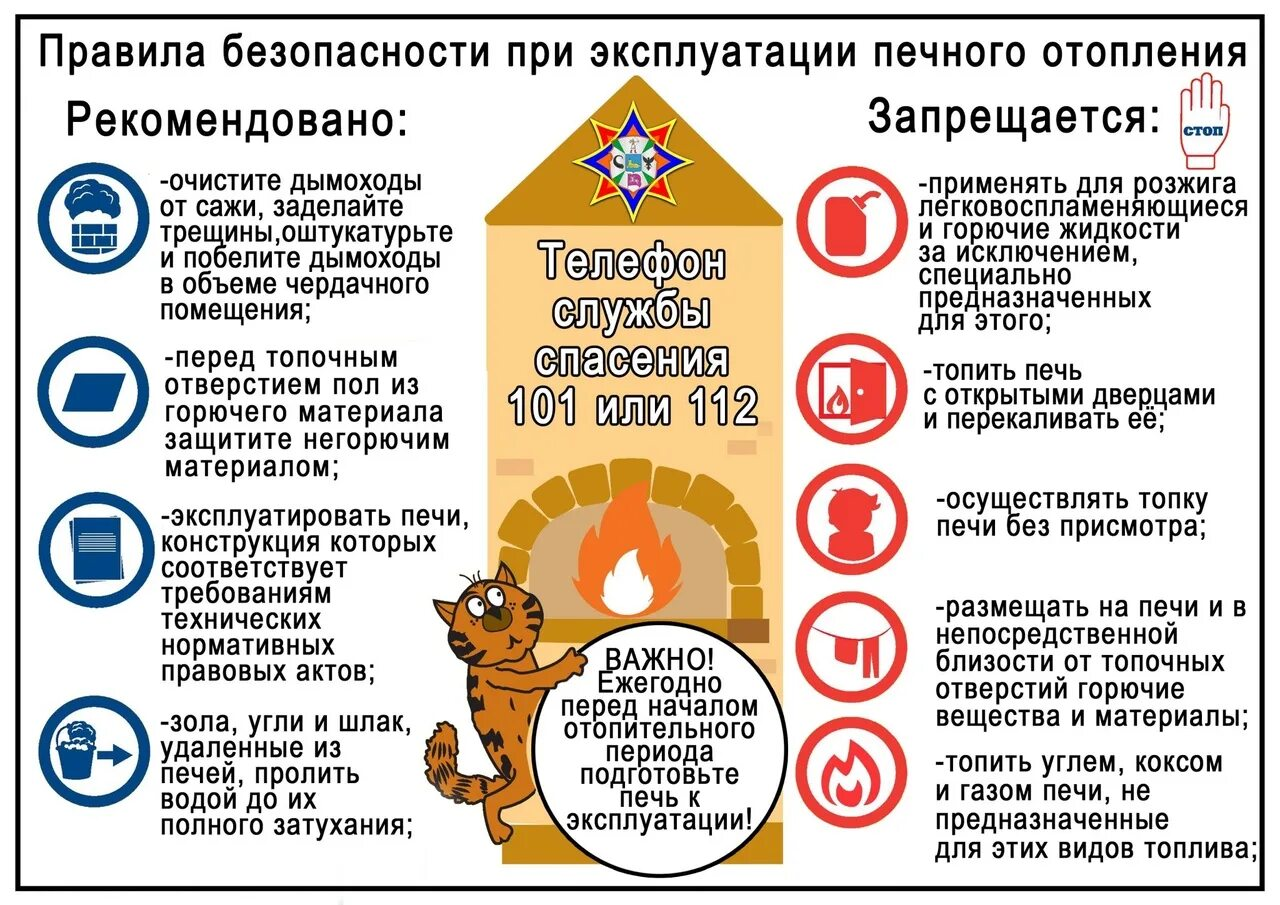 Правила безопасности при эксплуатации печного отопления
Рекомендовано:
-очистите дымоходы
от сажи, заделайте
трещины,оштукатурьте
и побелите дымоходы
в объеме чердачного
помещения;
-перед топочным
отверстием пол из
горючего материала
защитите негорючим
материалом;
-эксплуатировать печи,
конструкция которых
соответствует
требованиям
технических
нормативных
правовых актов;
-зола, угли и шлак,
удаленные из
печей, пролить
водой до их
полного затухания;
Телефон
службы
спасения
101 или 112
ВАЖНО!
Ежегодно
перед началом
отопительного
периода
подготовьте
печь к
эксплуатации!
Запрещается:
СТОП
-применять для розжига
легковоспламеняющиеся
и горючие жидкости
за исключением,
специально
предназначенных
для этого;
-топить печь
с открытыми дверцами
и перекаливать её;
-осуществлять топку
печи без присмотра;
-размещать на печи и в
непосредственной
близости от топочных
отверстий горючие
вещества и материалы;
-топить углем, коксом
и газом печи, не
предназначенные
для этих видов топлива;